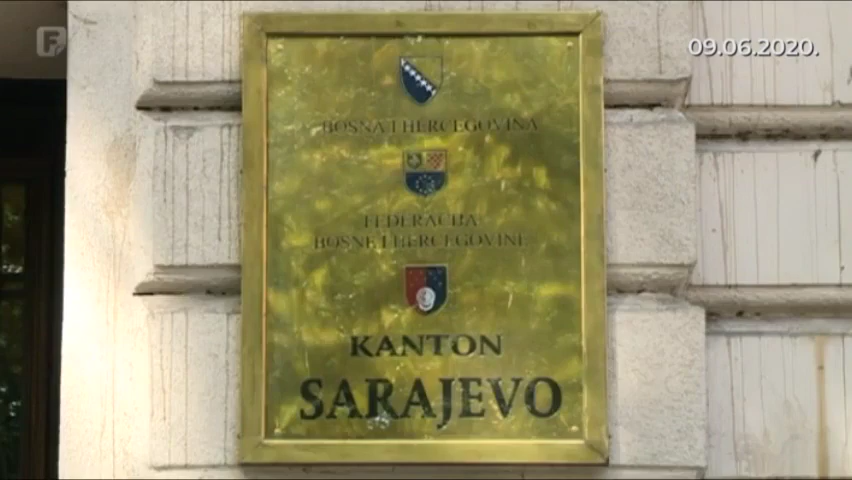 09.06.2020.
BOSNA I HERCEGOVINA
FEDERACIJA
BOSNE I HERCEGOVINE
KANTON
SARAJEVO